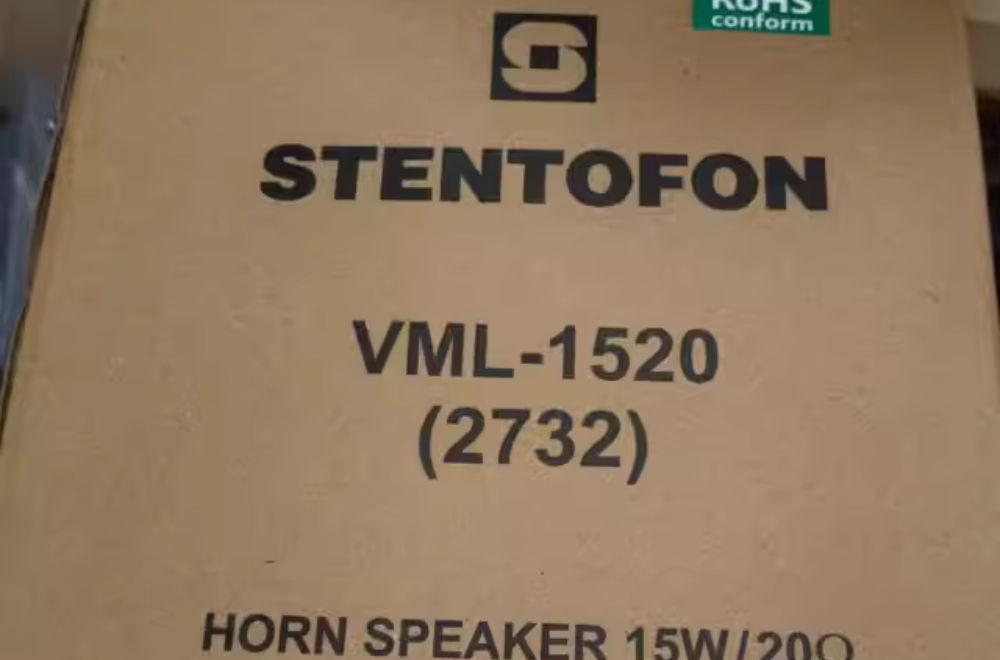 RoHS
conform
STENTOFON
VML-1520
(2732)
HORN SPEAKER 15W/20Ω